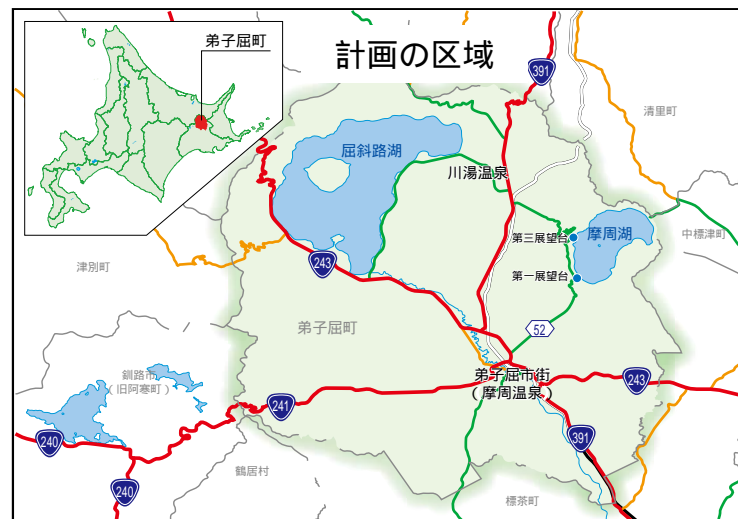 弟子屈町
計画の区域
391
清里町
屈斜路湖
川湯温泉
摩周湖
第三展望台
中標津町
津別町
243
第一展望台
弟子屈町
52
釧路市
（旧阿寒町）
弟子屈市街
（摩周温泉）
243
241
240
391
鶴居村
240
標茶町